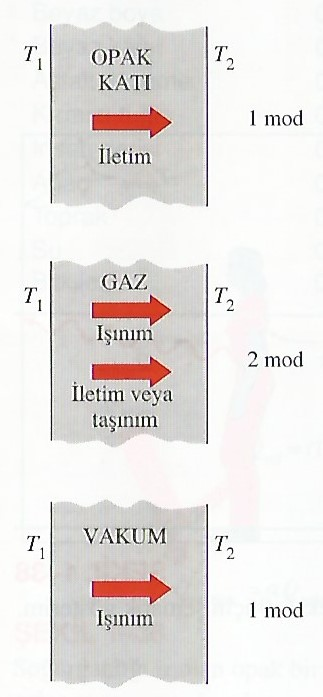 T1 T2
OPAK
KATI
İletim
1 mod
T1 T2
GAZ
Işınım
İletim veya
taşınım
2 mod
T1 T2
VAKUM
Işınım
1 mod